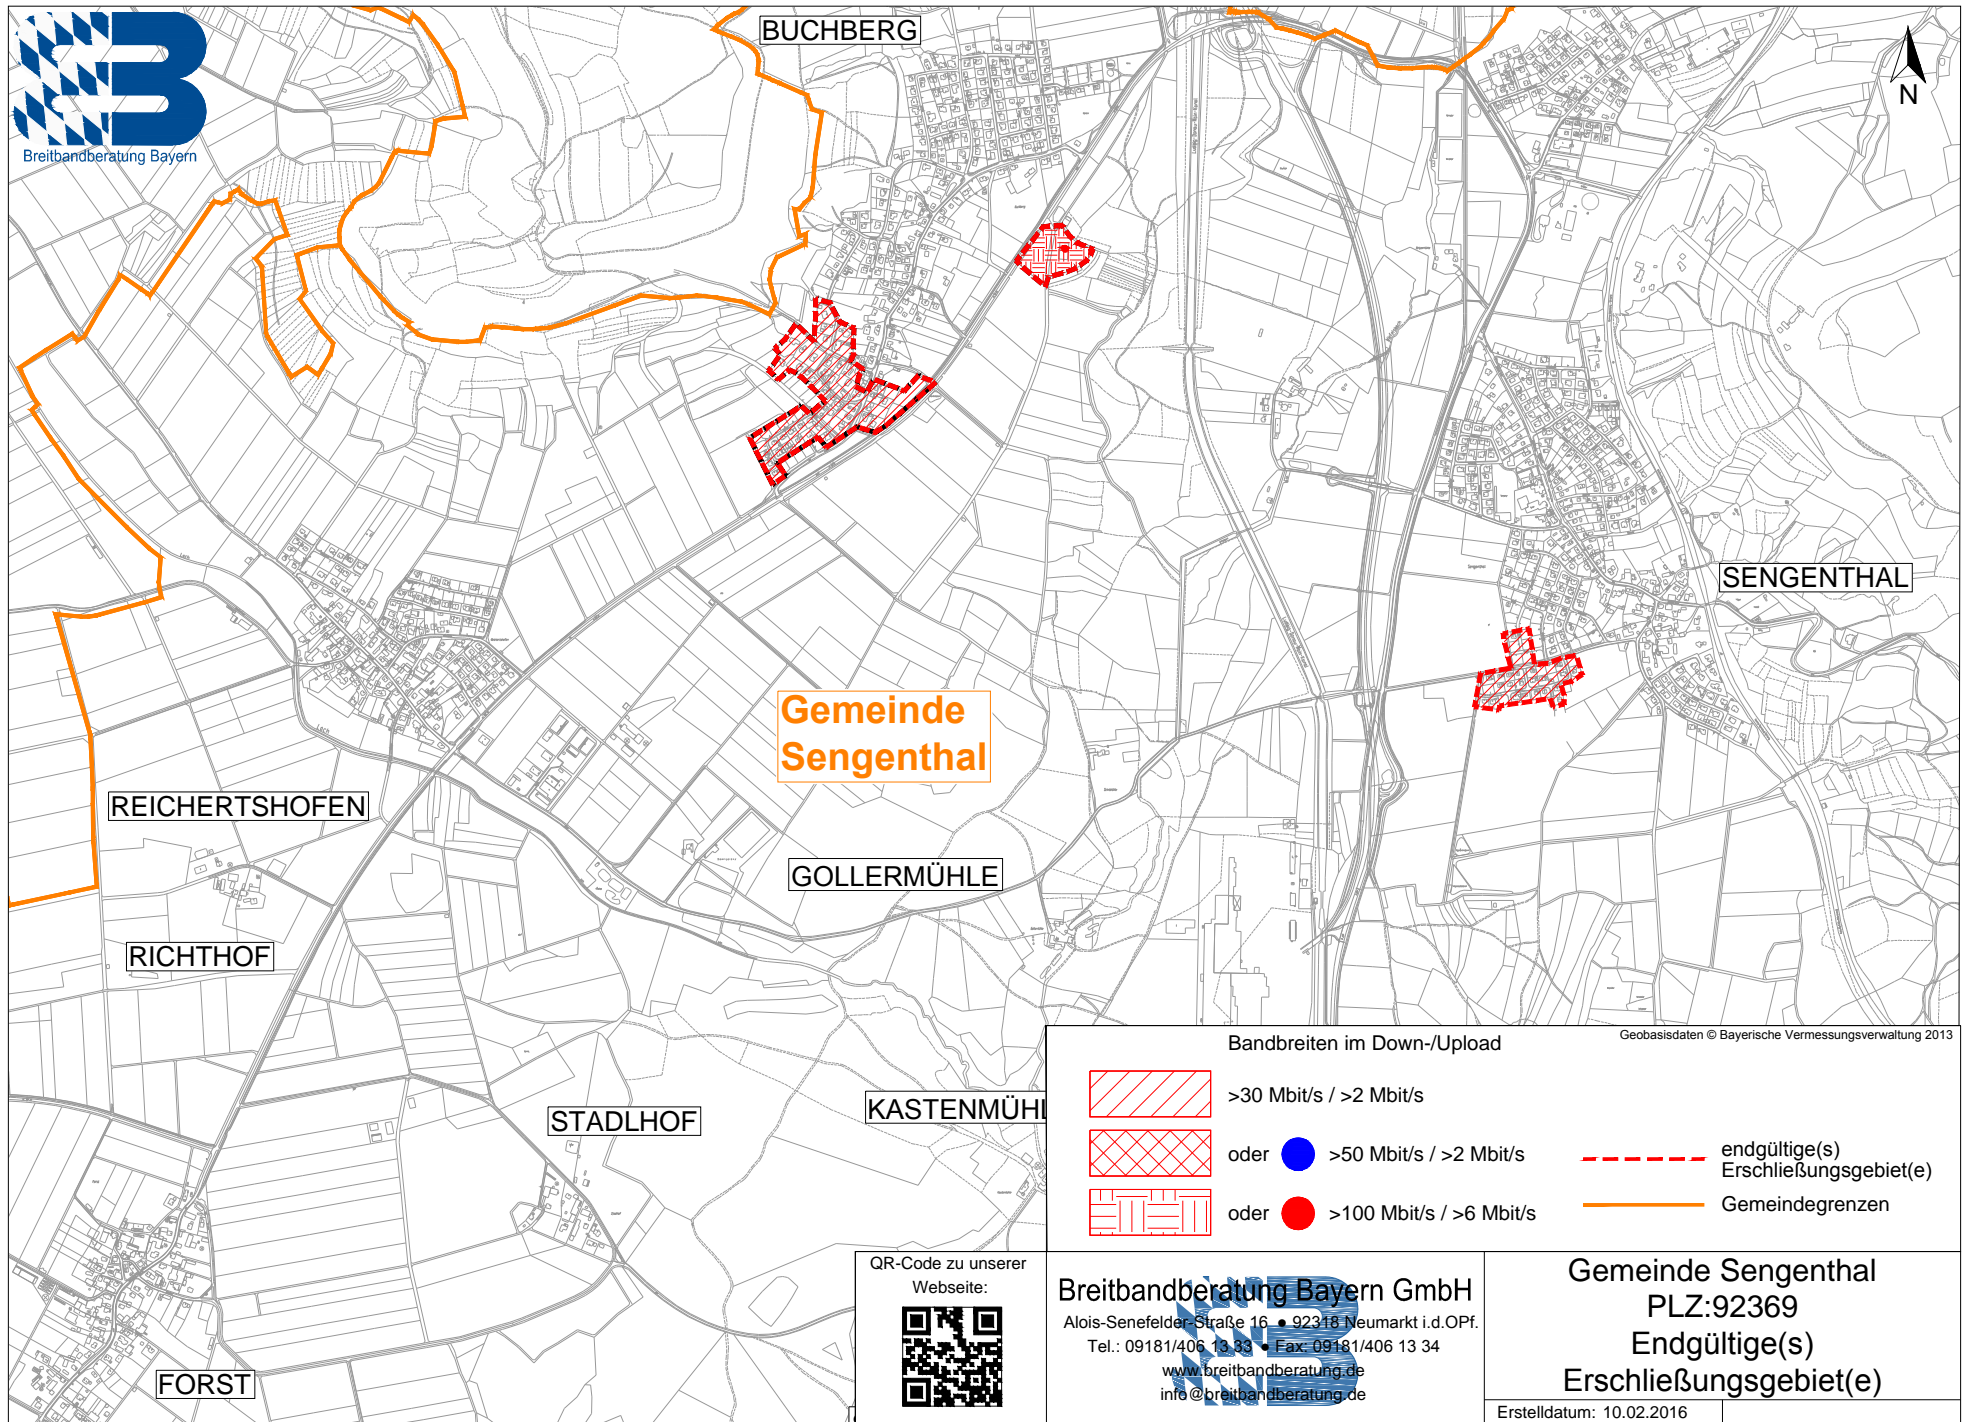 BUCHBERG
N
Breitbandberatung Bayern
SENGENTHAL
Gemeinde
Sengenthal
REICHERTSHOFEN
GOLLERMÜHLE
RICHTHOF
STADLHOF
KASTENMÜHL
FORST
Geobasisdaten © Bayerische Vermessungsverwaltung 2013
Bandbreiten im Down-/Upload
>30 Mbit/s / >2 Mbit/s
oder >50 Mbit/s / >2 Mbit/s
oder >100 Mbit/s / >6 Mbit/s
endgültige(s)
Erschließungsgebiet(e)
Gemeindegrenzen
QR-Code zu unserer
Webseite:
Breitbandberatung Bayern GmbH
Alois-Senefelder-Straße 16 • 92318 Neumarkt i.d.OPf.
Tel.: 09181/406 13 33 • Fax: 09181/406 13 34
www.breitbandberatung.de
info@breitbandberatung.de
Gemeinde Sengenthal
PLZ:92369
Endgültige(s)
Erschließungsgebiet(e)
Erstelldatum: 10.02.2016